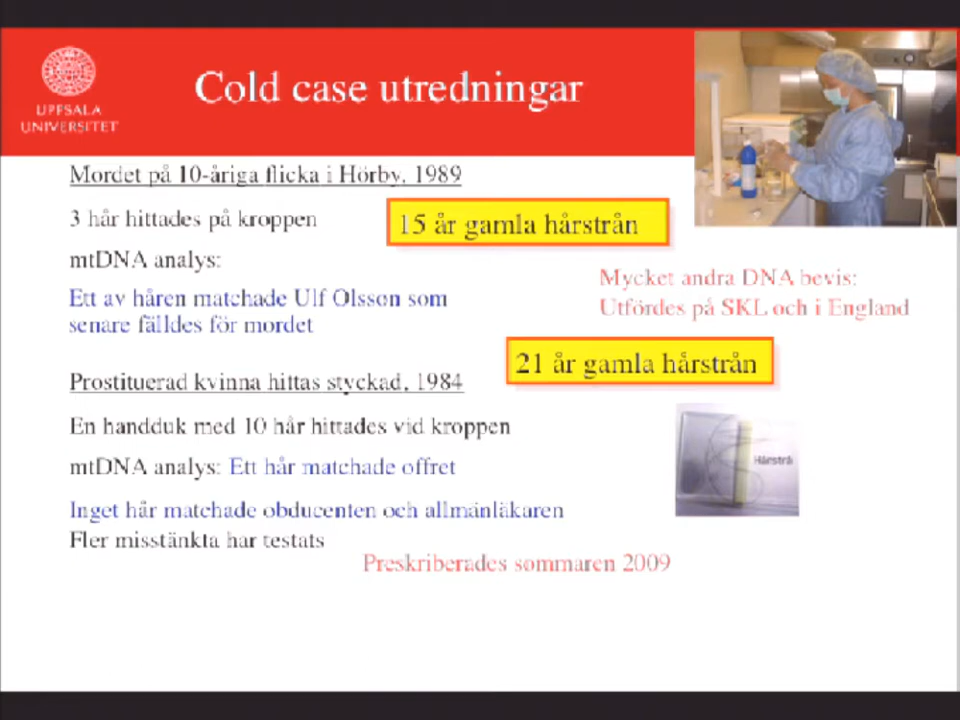 UPPSALA
UNIVERSITET
Cold case utredningar
Mordet på 10-åriga flicka i Hörby, 1989
3 hår hittades på kroppen
15 år gamla hårstrån
mtDNA analys:
Mycket andra DNA bevis:
Utfördes på SKL och i England
Ett av håren matchade Ulf Olsson som
senare fälldes för mordet
21 år gamla hårstrån
Prostituerad kvinna hittas styckad, 1984
En handduk med 10 hår hittades vid kroppen
mtDNA analys: Ett hår matchade offret
Hårstrå
Inget hår matchade obducenten och allmänläkaren
Fler misstänkta har testats
Preskriberades sommaren 2009